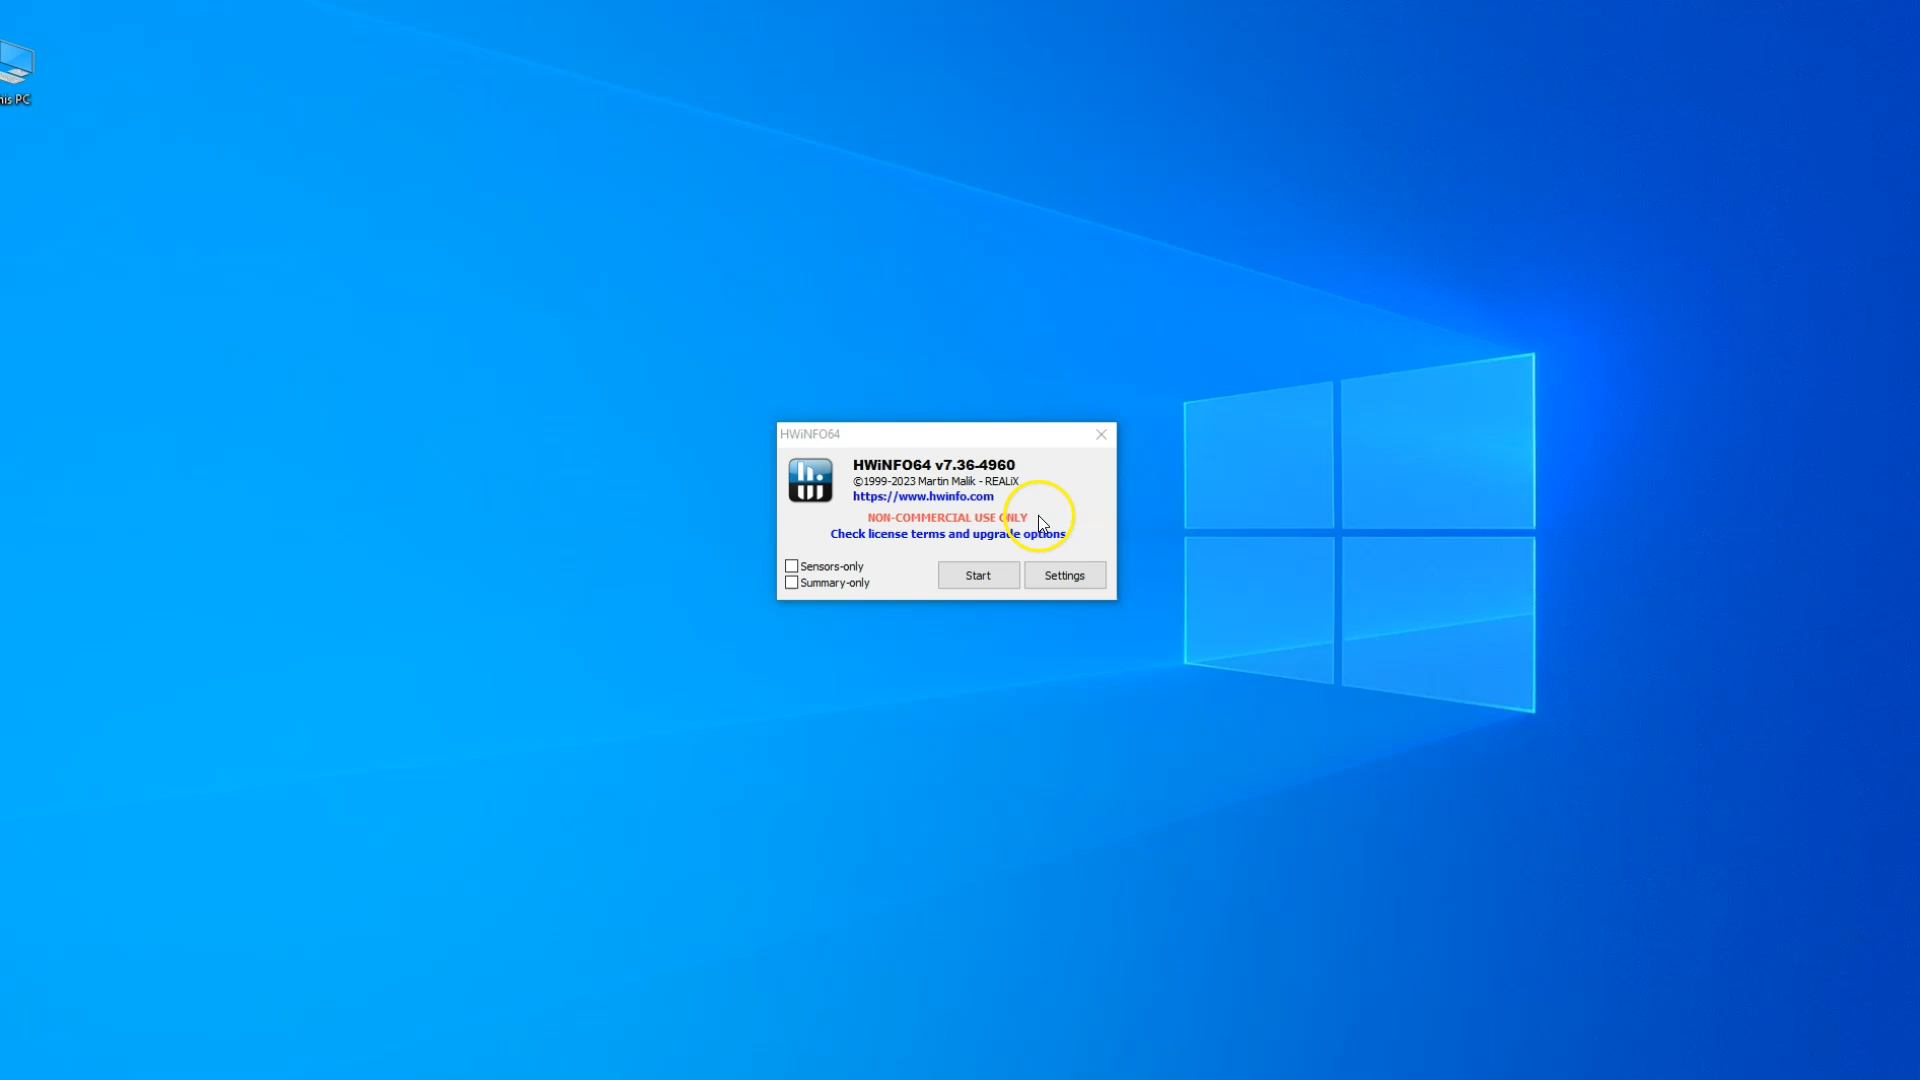 his PC
HWiNFO64
HWiNFO64 v7.36-4960
©1999-2023 Martin Malik - REALiX
https://www.hwinfo.com
NON-COMMERCIAL USE ONLY
Check license terms and upgrade options
Sensors-only
Summary-only
Start
Settings